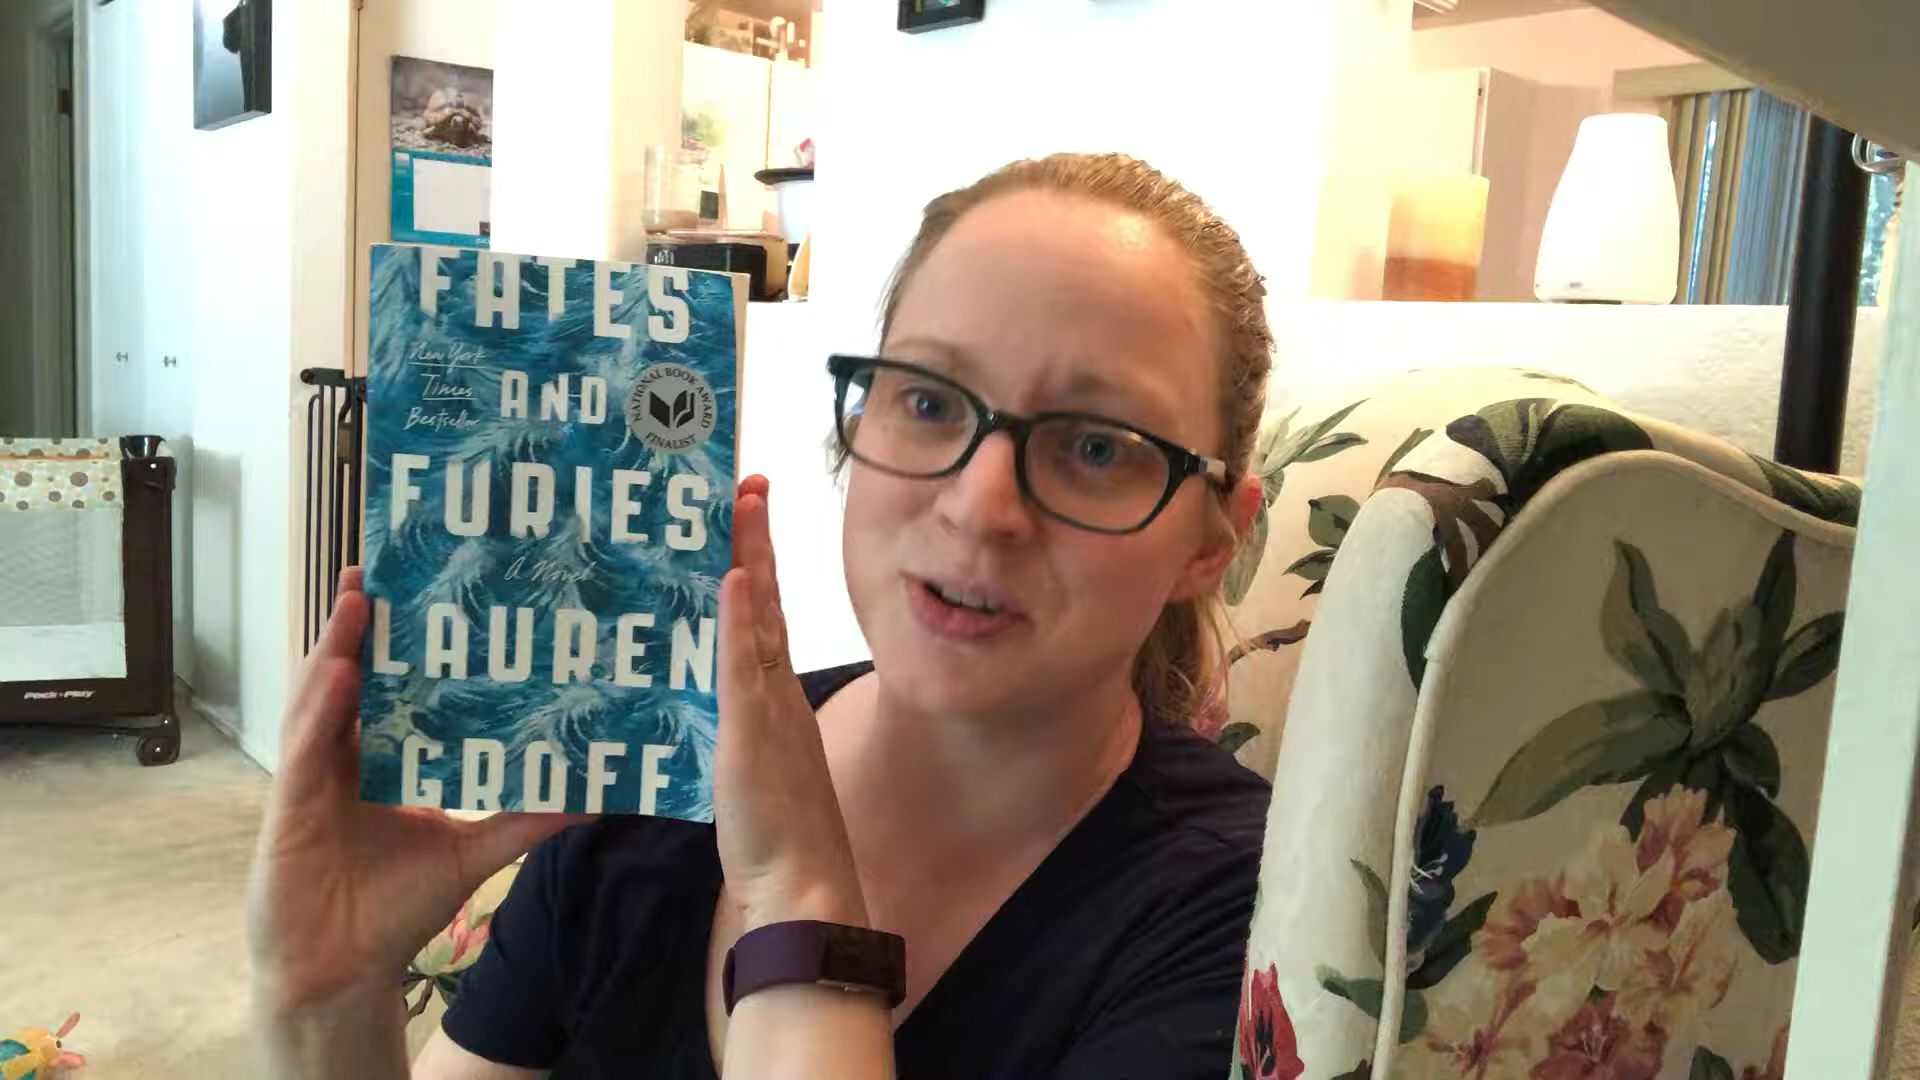 FATES
New York
Times
Bestseller
AND
NATIONAL BOOK AWARD
FINALIST
FURIES
A Novel
LAUREN
GROFF
Pack 'n Play